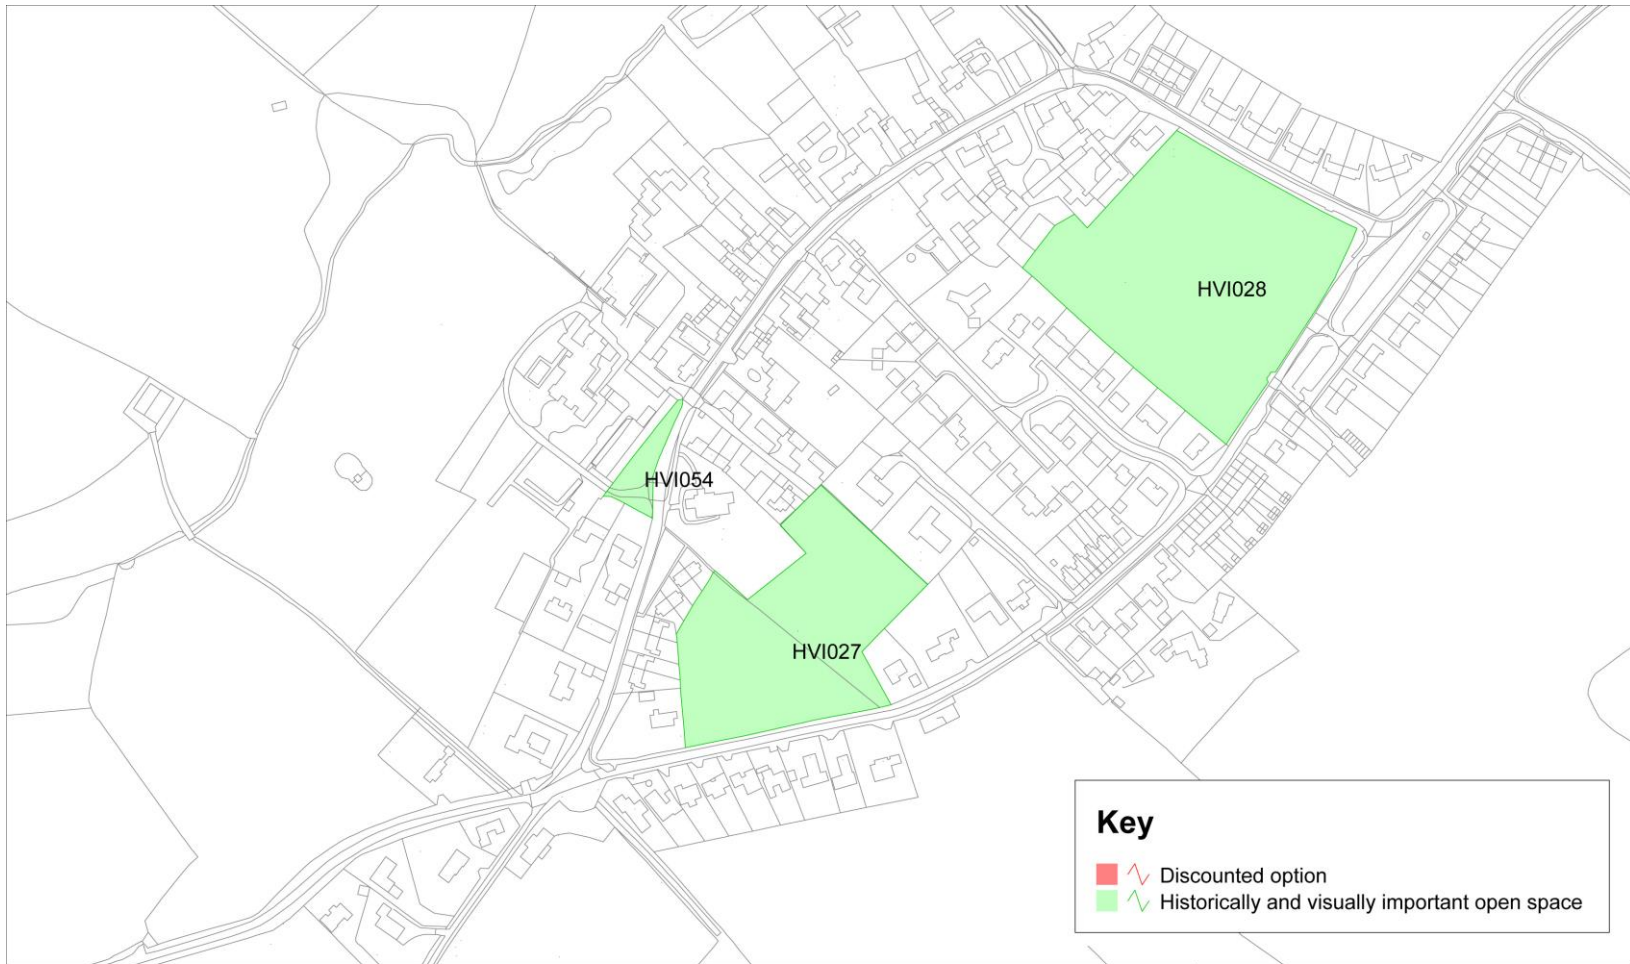 HVI028
HVI054
HVI027
Key
Discounted option
Historically and visually important open space